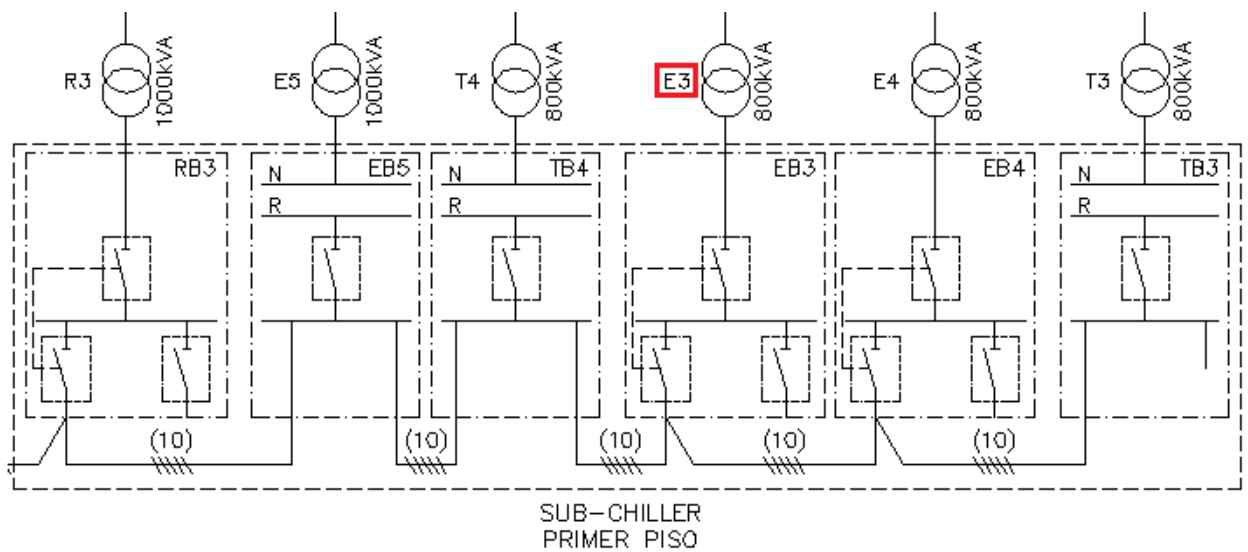 R3 1000kVA E5 1000kVA T4 800kVA E3 800kVA E4 800kVA T3 800kVA
RB3 N EB5 N TB4 EB3 EB4 N TB3
R R R
(10) (10) (10) (10) (10)
SUB-CHILLER
PRIMER PISO